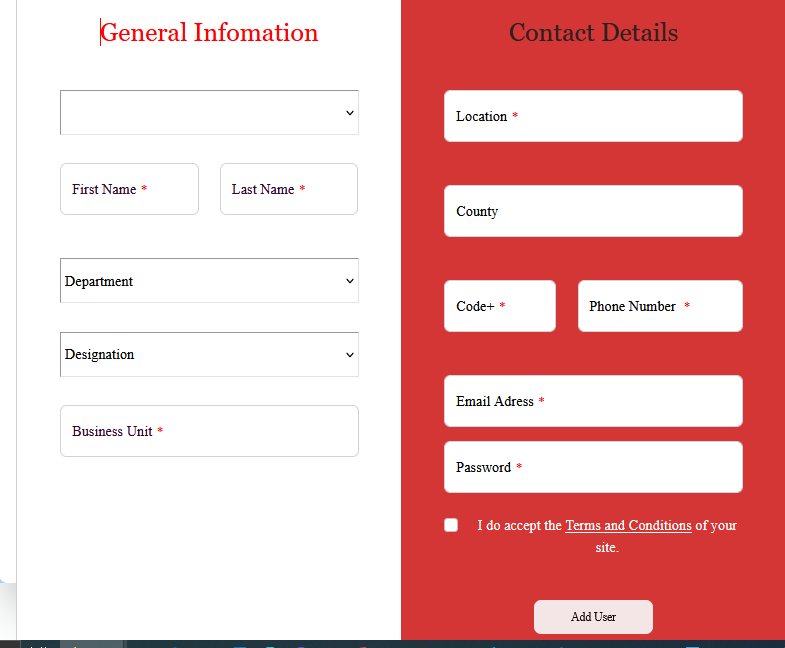 General Infomation
First Name *
Last Name *
Department
Designation
Business Unit *
Contact Details
Location *
County
Code+ *
Phone Number *
Email Adress *
Password *
I do accept the Terms and Conditions of your
site.
Add User